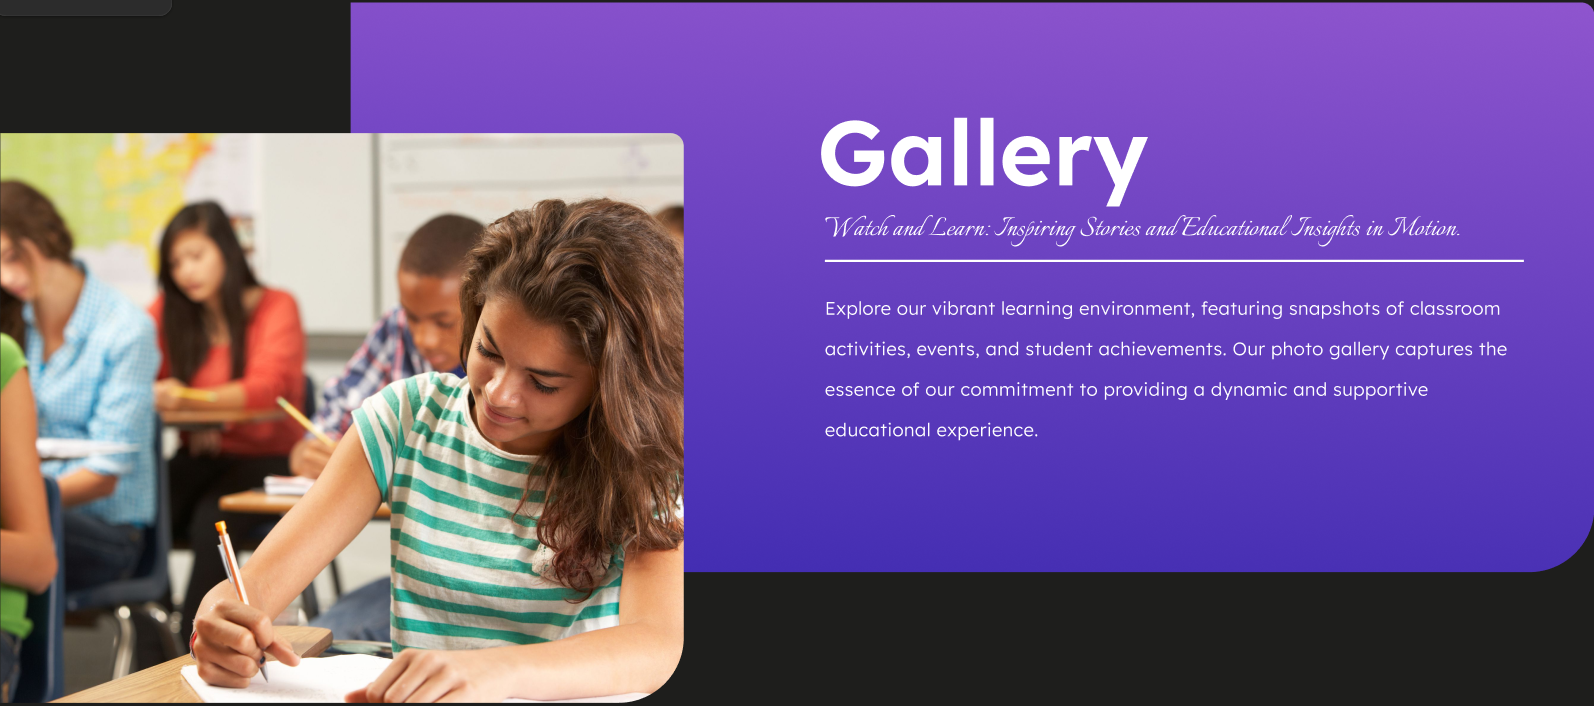 Gallery
Watch and Learn: Inspiring Stories and Educational Insights in Motion.
Explore our vibrant learning environment, featuring snapshots of classroom
activities, events, and student achievements. Our photo gallery captures the
essence of our commitment to providing a dynamic and supportive
educational experience.